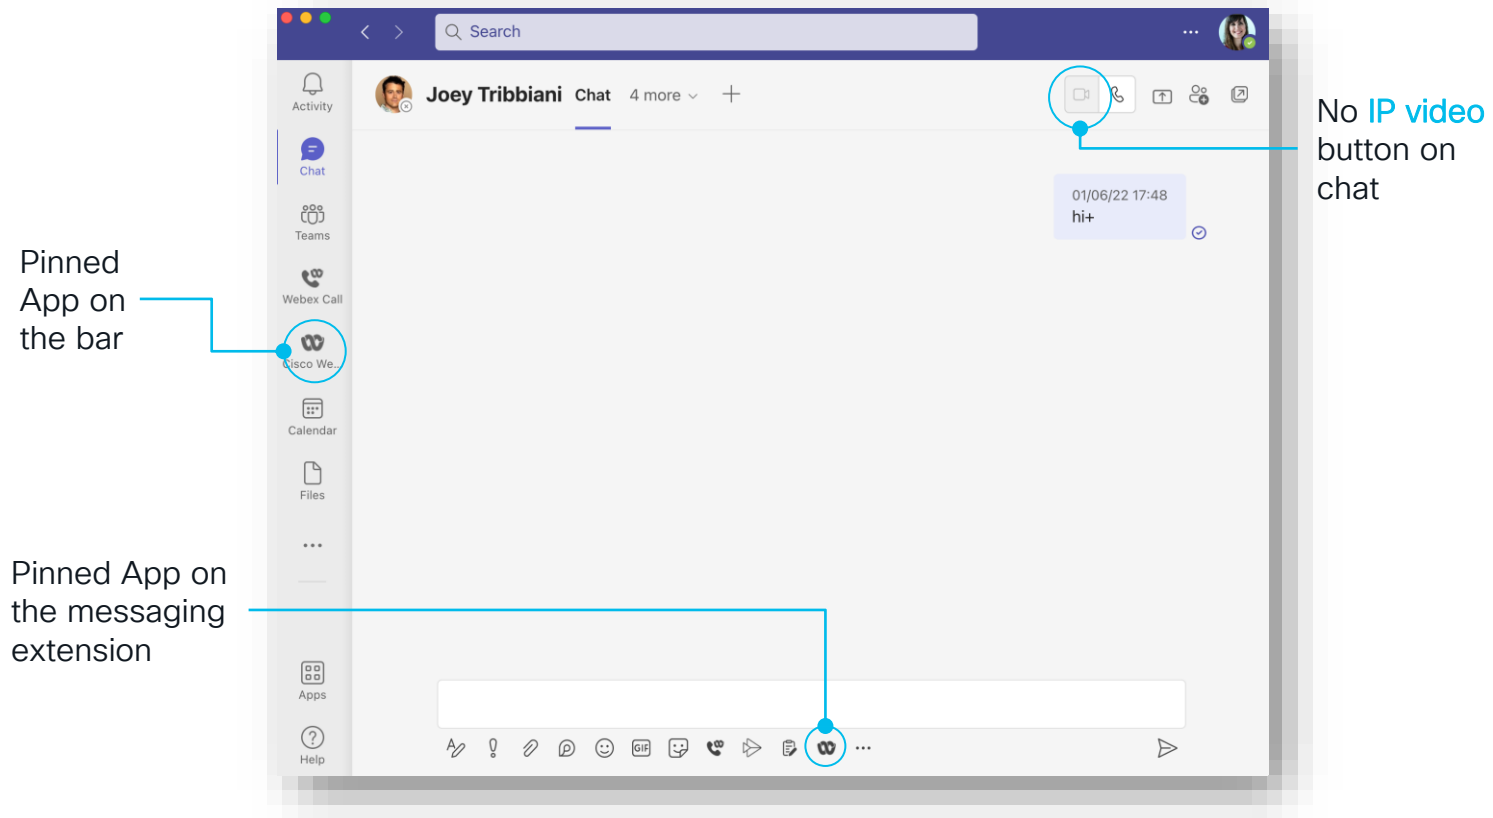 Search
Activity
Joey Tribbiani Chat 4 more
No IP video
button on
chat
Chat
01/06/22 17:48
hi+
Teams
Pinned
App on
the bar
Webex Call
Cisco We...
Calendar
Files
Pinned App on
the messaging
extension
Apps
GIF
Help